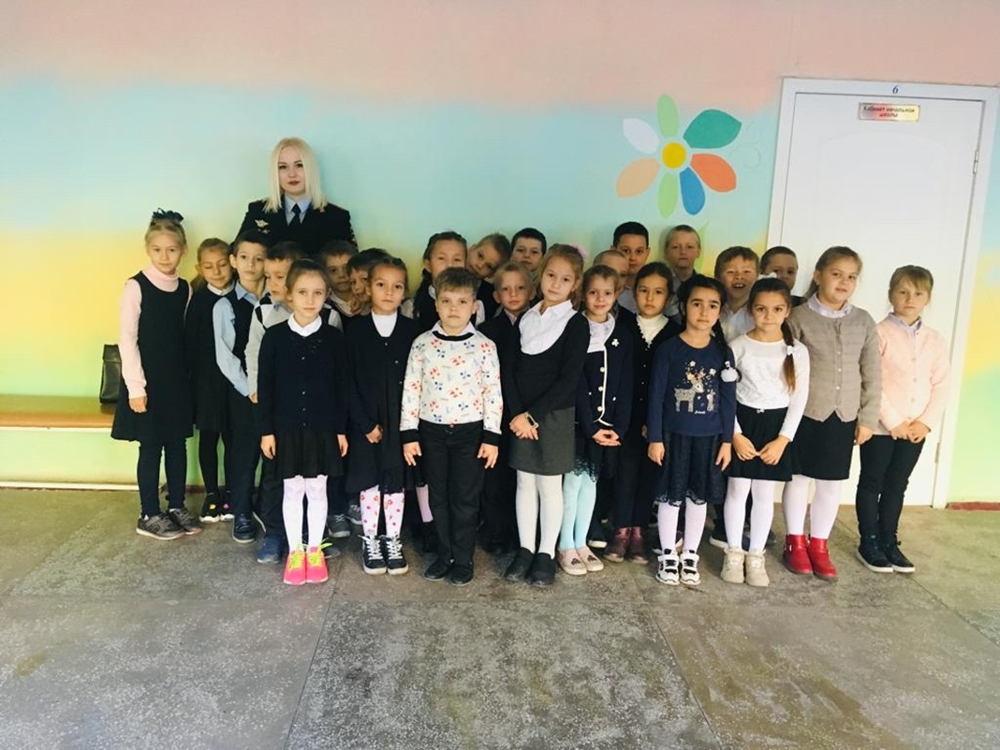 6
Кабинет начальной
школы